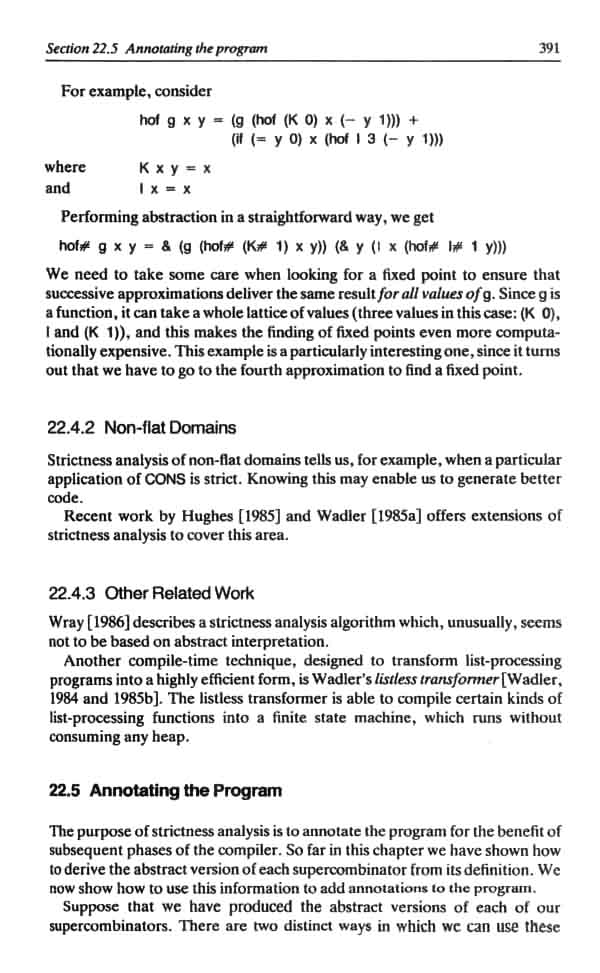 Section 22.5 Annotating the program 391
For example, consider
hof g x y = (g (hof (K 0) x (– y 1))) +
(if (= y 0) x (hof I 3 (– y 1)))
where K x y = x
and I x = x
Performing abstraction in a straightforward way, we get
hof# g x y = & (g (hof# (K# 1) x y)) (& y (| x (hof# I# 1 y)))
We need to take some care when looking for a fixed point to ensure that
successive approximations deliver the same result for all values of g. Since g is
a function, it can take a whole lattice of values (three values in this case: (K 0),
I and (K 1)), and this makes the finding of fixed points even more computa-
tionally expensive. This example is a particularly interesting one, since it turns
out that we have to go to the fourth approximation to find a fixed point.
22.4.2 Non-flat Domains
Strictness analysis of non-flat domains tells us, for example, when a particular
application of CONS is strict. Knowing this may enable us to generate better
code.
Recent work by Hughes [1985] and Wadler [1985a] offers extensions of
strictness analysis to cover this area.
22.4.3 Other Related Work
Wray [1986] describes a strictness analysis algorithm which, unusually, seems
not to be based on abstract interpretation.
Another compile-time technique, designed to transform list-processing
programs into a highly efficient form, is Wadler's listless transformer [Wadler,
1984 and 1985b]. The listless transformer is able to compile certain kinds of
list-processing functions into a finite state machine, which runs without
consuming any heap.
22.5 Annotating the Program
The purpose of strictness analysis is to annotate the program for the benefit of
subsequent phases of the compiler. So far in this chapter we have shown how
to derive the abstract version of each supercombinator from its definition. We
now show how to use this information to add annotations to the program.
Suppose that we have produced the abstract versions of each of our
supercombinators. There are two distinct ways in which we can use these